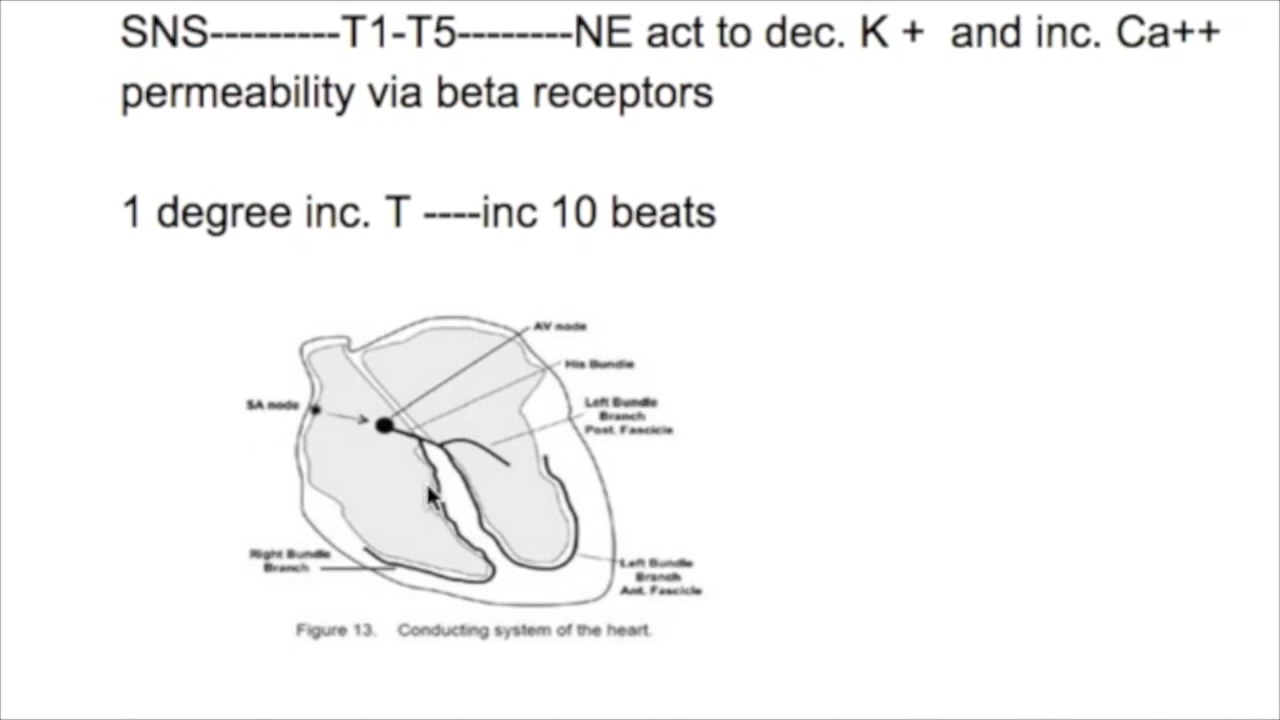 SNS---------T1-T5--------NE act to dec. K + and inc. Ca++
permeability via beta receptors
1 degree inc. T ----inc 10 beats
AV node
His Bundle
SA node
Left Bundle
Branch
Post. Fascicle
Right Bundle
Branch
Left Bundle
Branch
Ant. Fascicle
Figure 13. Conducting system of the heart.